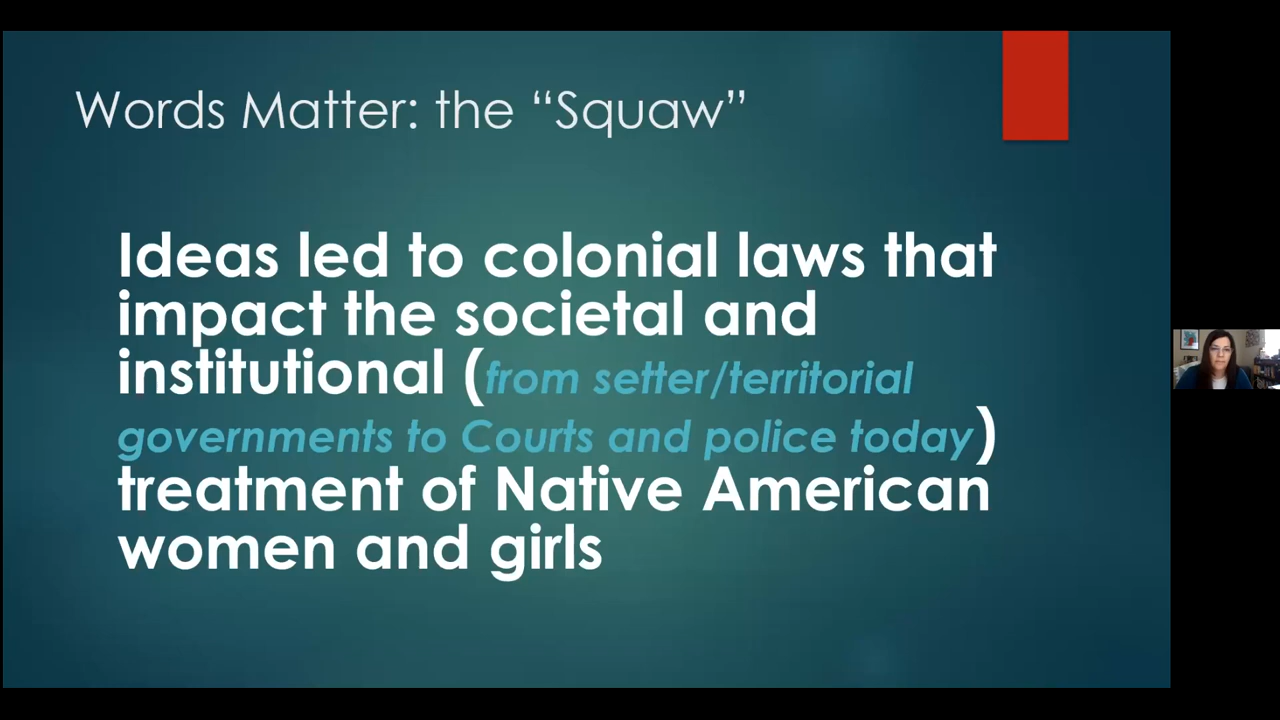 Words Matter: the “Squaw”
Ideas led to colonial laws that
impact the societal and
institutional (from setter/territorial
governments to Courts and police today)
treatment of Native American
women and girls